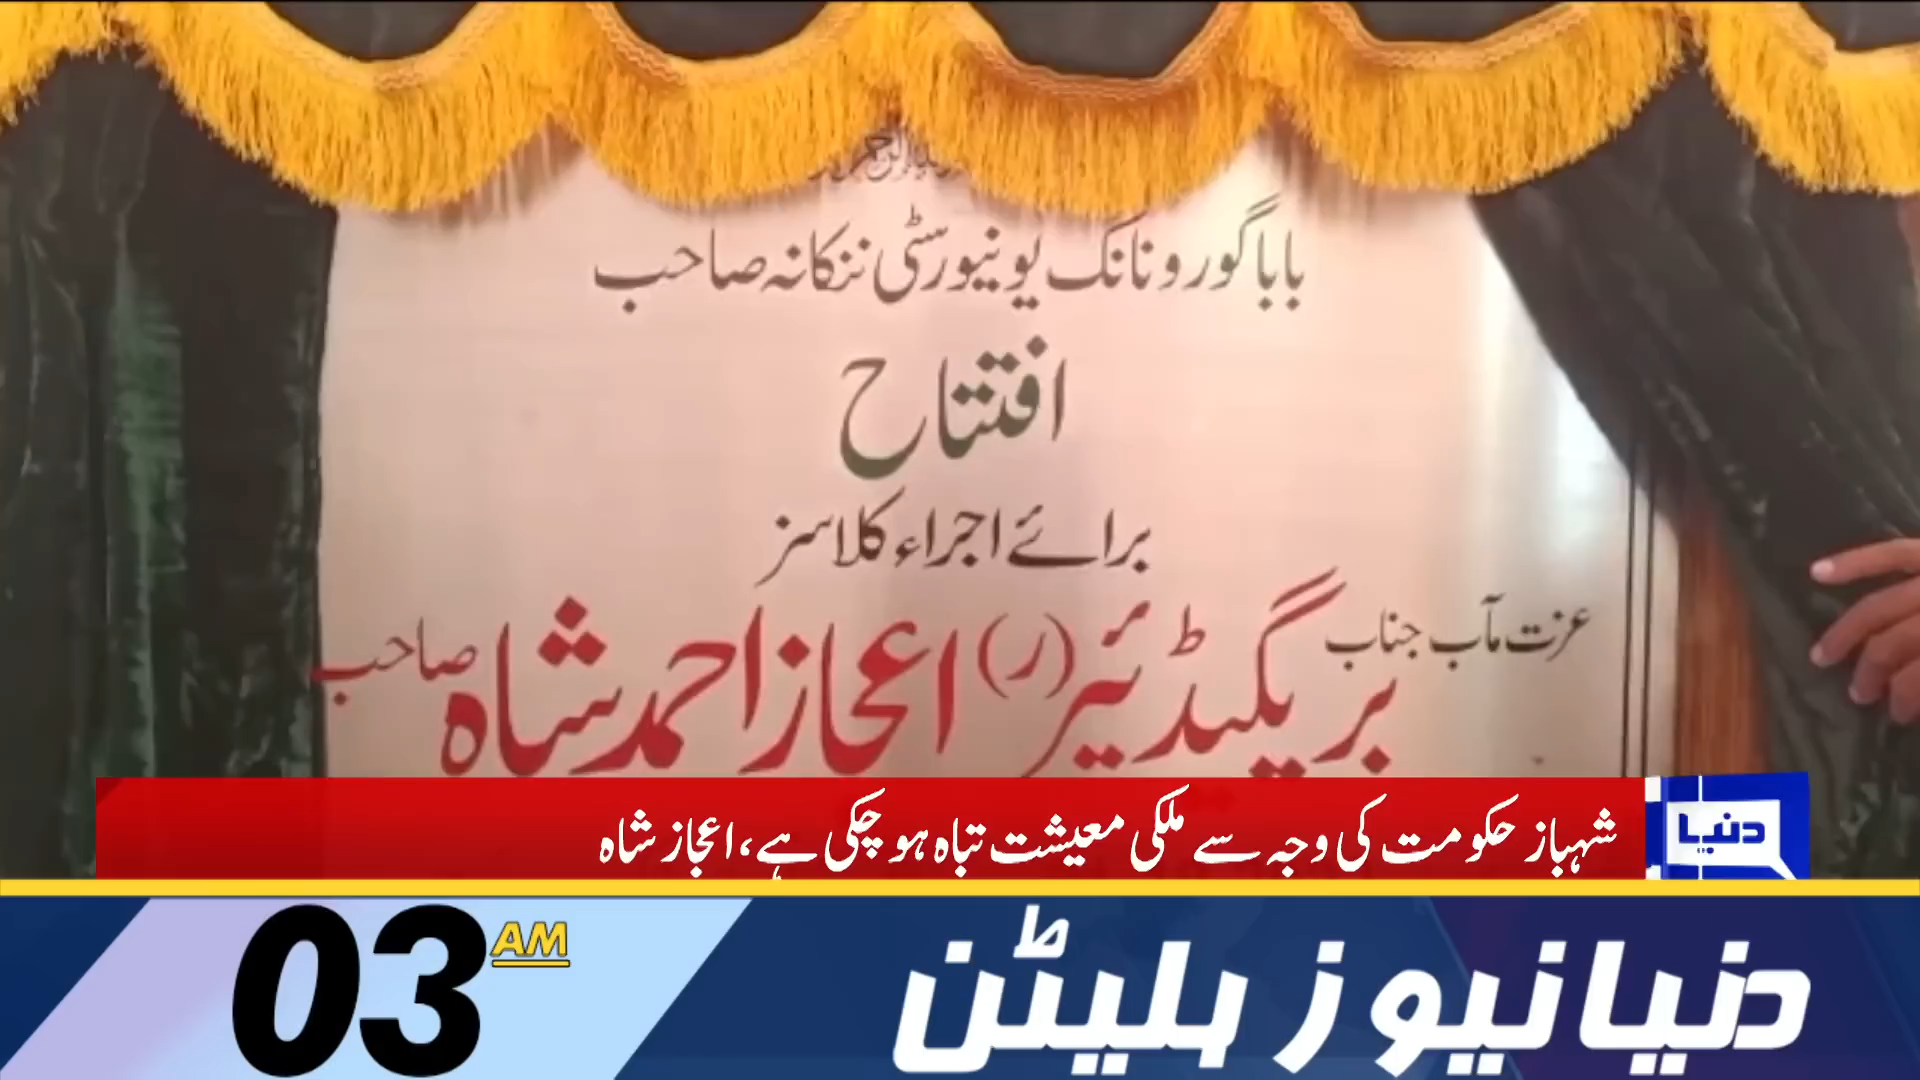 بابا گورو نانک یونیورسٹی ننکانہ صاحب
افتتاح
برائے اجراء کلاسز
عزت مآب جناب
بریگیڈئیر (ر) اعجاز احمد شاہ صاحب
شہباز حکومت کی وجہ سے ملکی معیشت تباہ ہو چکی ہے، اعجاز شاہ
دنیا
03 AM
دنیا نیوز بلیٹن